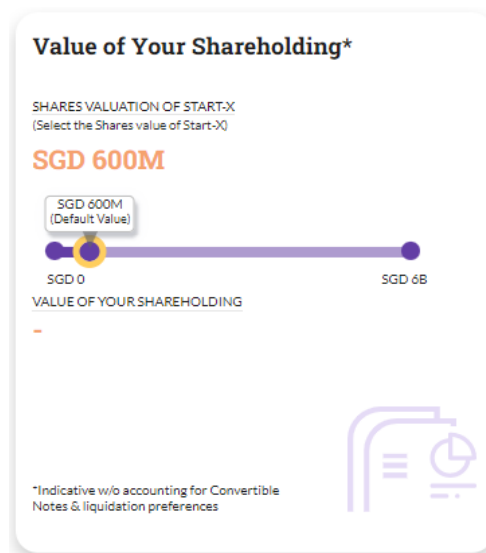 Value of Your Shareholding*
SHARES VALUATION OF START-X
(Select the Shares value of Start-X)
SGD 600M
SGD 600M
(Default Value)
SGD 0
SGD 6B
VALUE OF YOUR SHAREHOLDING
-
*Indicative w/o accounting for Convertible
Notes & liquidation preferences